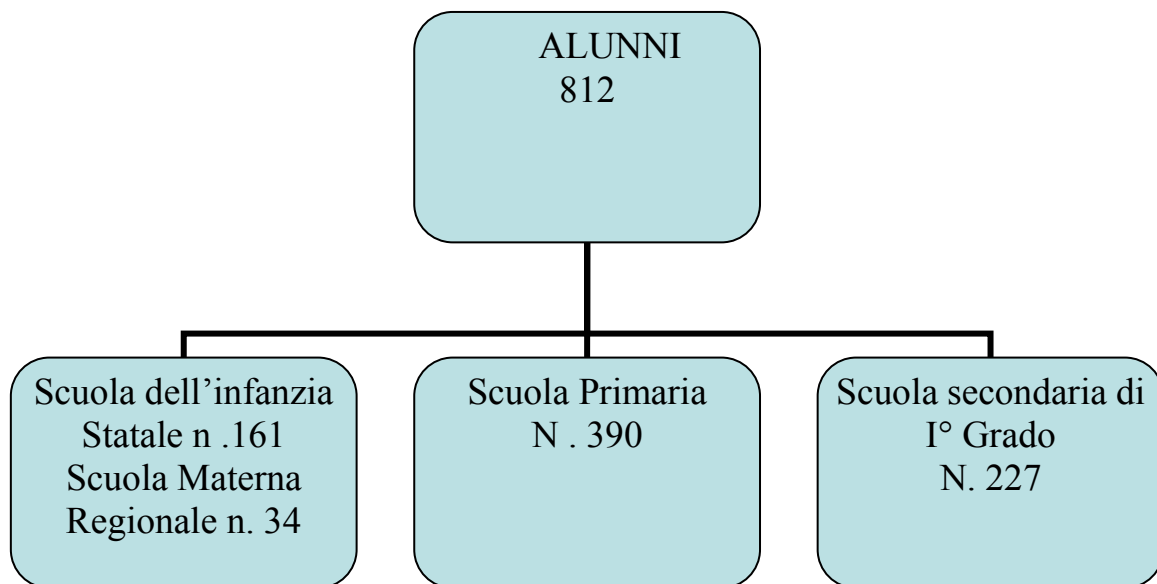 ALUNNI
812
Scuola dell’infanzia
Statale n .161
Scuola Materna
Regionale n. 34
Scuola Primaria
N . 390
Scuola secondaria di
I° Grado
N. 227